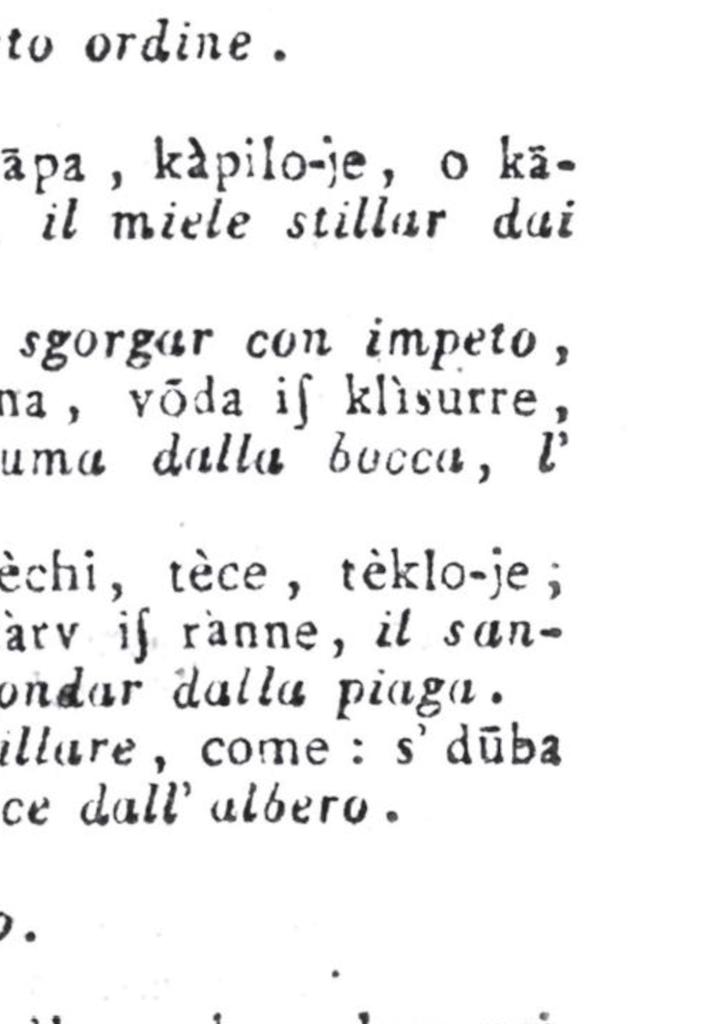 to ordine .
āpa , kàpilo-je, o kā-
il miele stillar dai
sgorgar con impeto ,
na , vōda iſ klìsurre ,
uma dalla bocca, l'
èchi, tèce , tèklo-je ;
àrv iſ rànne, il san-
ondar dalla piaga .
illare , come : s' dūba
ce dall' albero .
o.